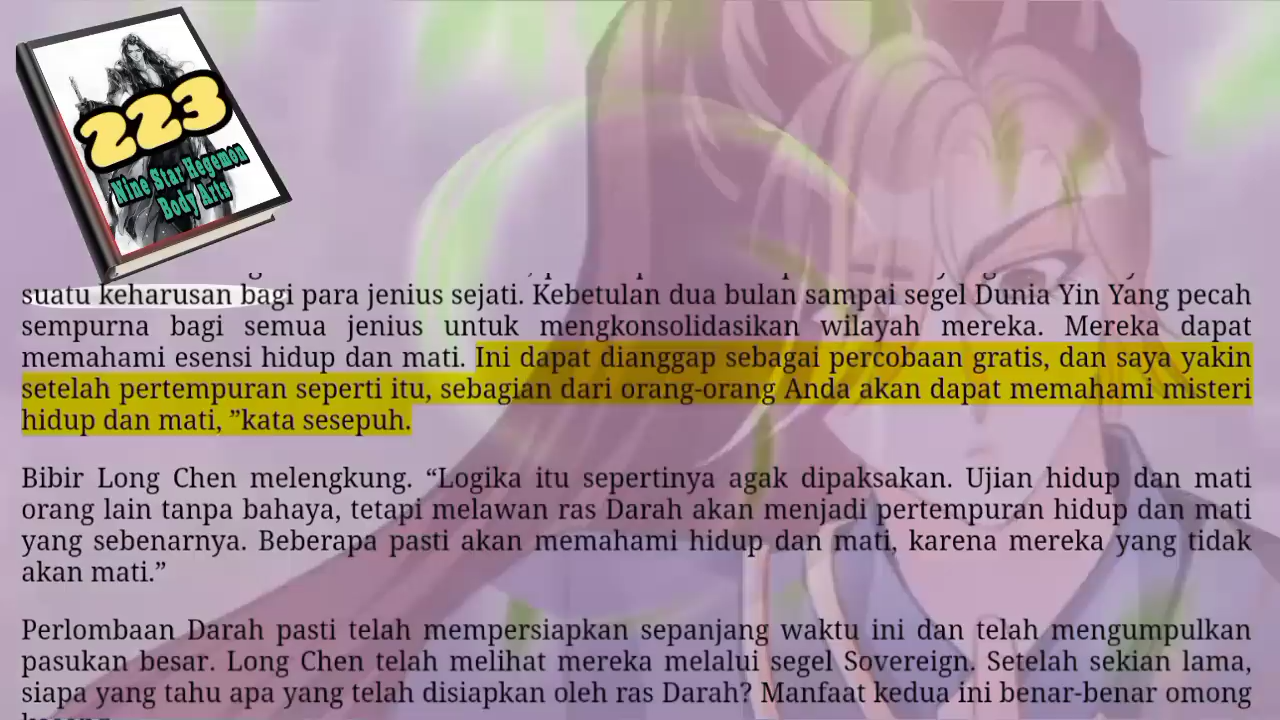 223
Nine Star Hegemon
Body Arts
suatu keharusan bagi para jenius sejati. Kebetulan dua bulan sampai segel Dunia Yin Yang pecah
sempurna bagi semua jenius untuk mengkonsolidasikan wilayah mereka. Mereka dapat
memahami esensi hidup dan mati. Ini dapat dianggap sebagai percobaan gratis, dan saya yakin
setelah pertempuran seperti itu, sebagian dari orang-orang Anda akan dapat memahami misteri
hidup dan mati, ”kata sesepuh.
Bibir Long Chen melengkung. “Logika itu sepertinya agak dipaksakan. Ujian hidup dan mati
orang lain tanpa bahaya, tetapi melawan ras Darah akan menjadi pertempuran hidup dan mati
yang sebenarnya. Beberapa pasti akan memahami hidup dan mati, karena mereka yang tidak
akan mati.”
Perlombaan Darah pasti telah mempersiapkan sepanjang waktu ini dan telah mengumpulkan
pasukan besar. Long Chen telah melihat mereka melalui segel Sovereign. Setelah sekian lama,
siapa yang tahu apa yang telah disiapkan oleh ras Darah? Manfaat kedua ini benar-benar omong